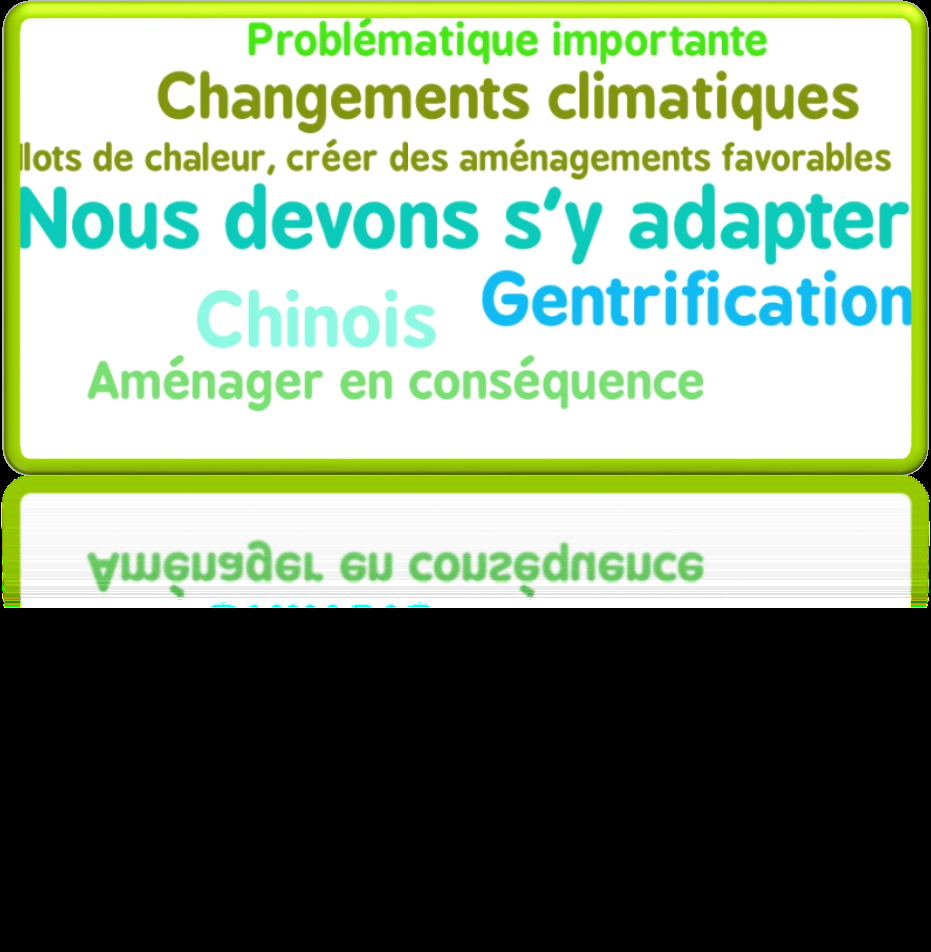 Problématique importante
Changements climatiques
Ilots de chaleur, créer des aménagements favorables
Nous devons s'y adapter
Chinois Gentrification
Aménager en conséquence